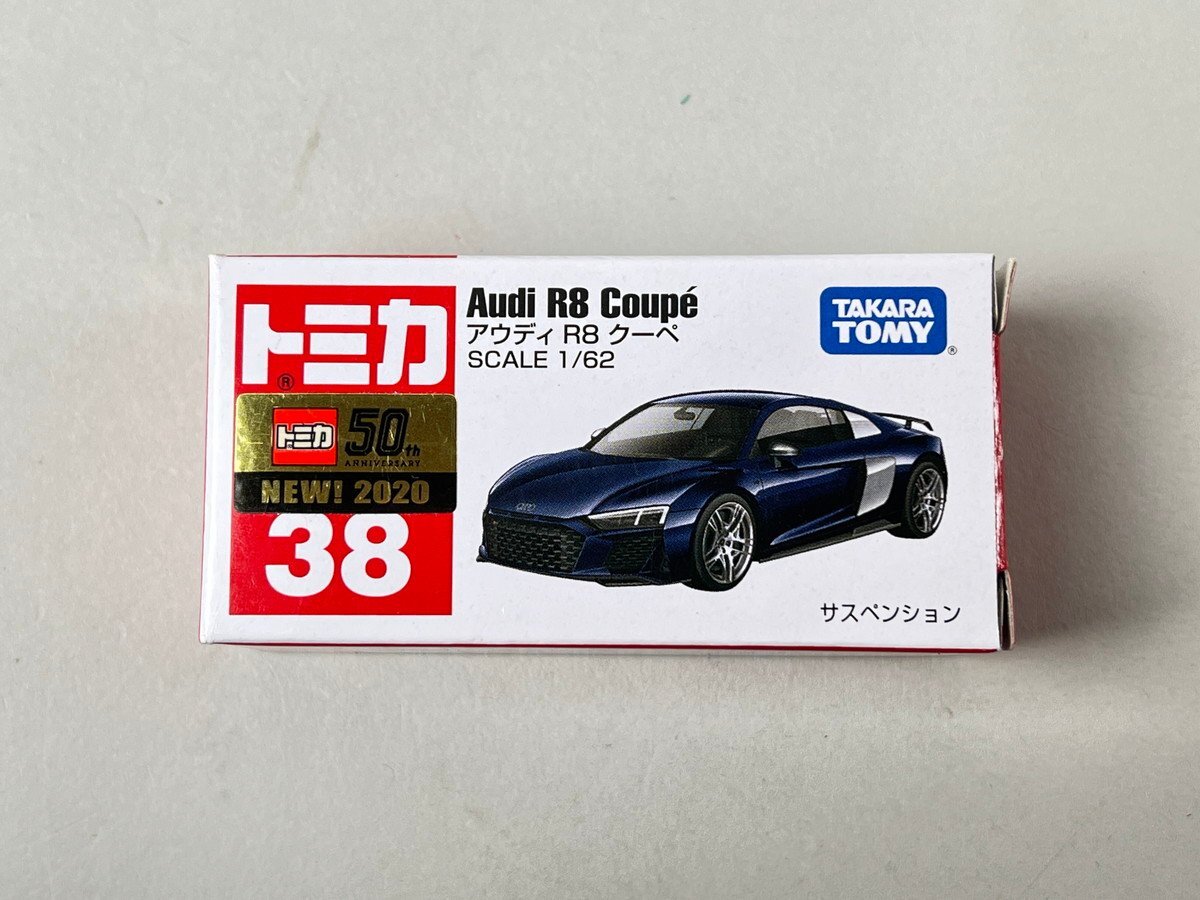 トミカ
®
トミカ
50th
ANNIVERSARY
NEW! 2020
38
Audi R8 Coupé
アウディ R8 クーペ
SCALE 1/62
TAKARA
TOMY®
サスペンション